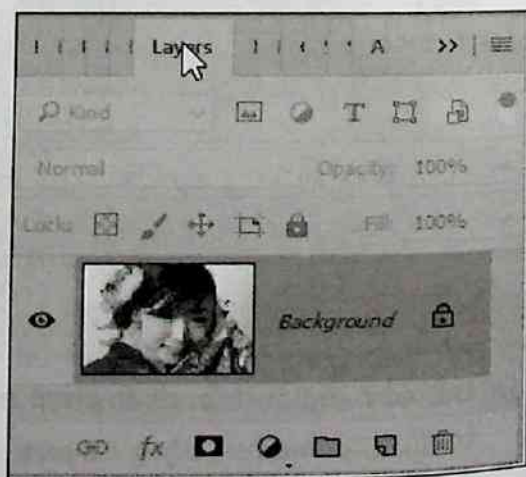 Layers A >>
Kind T
Normal Opacity: 100%
Lock: Fill: 100%
Background
fx